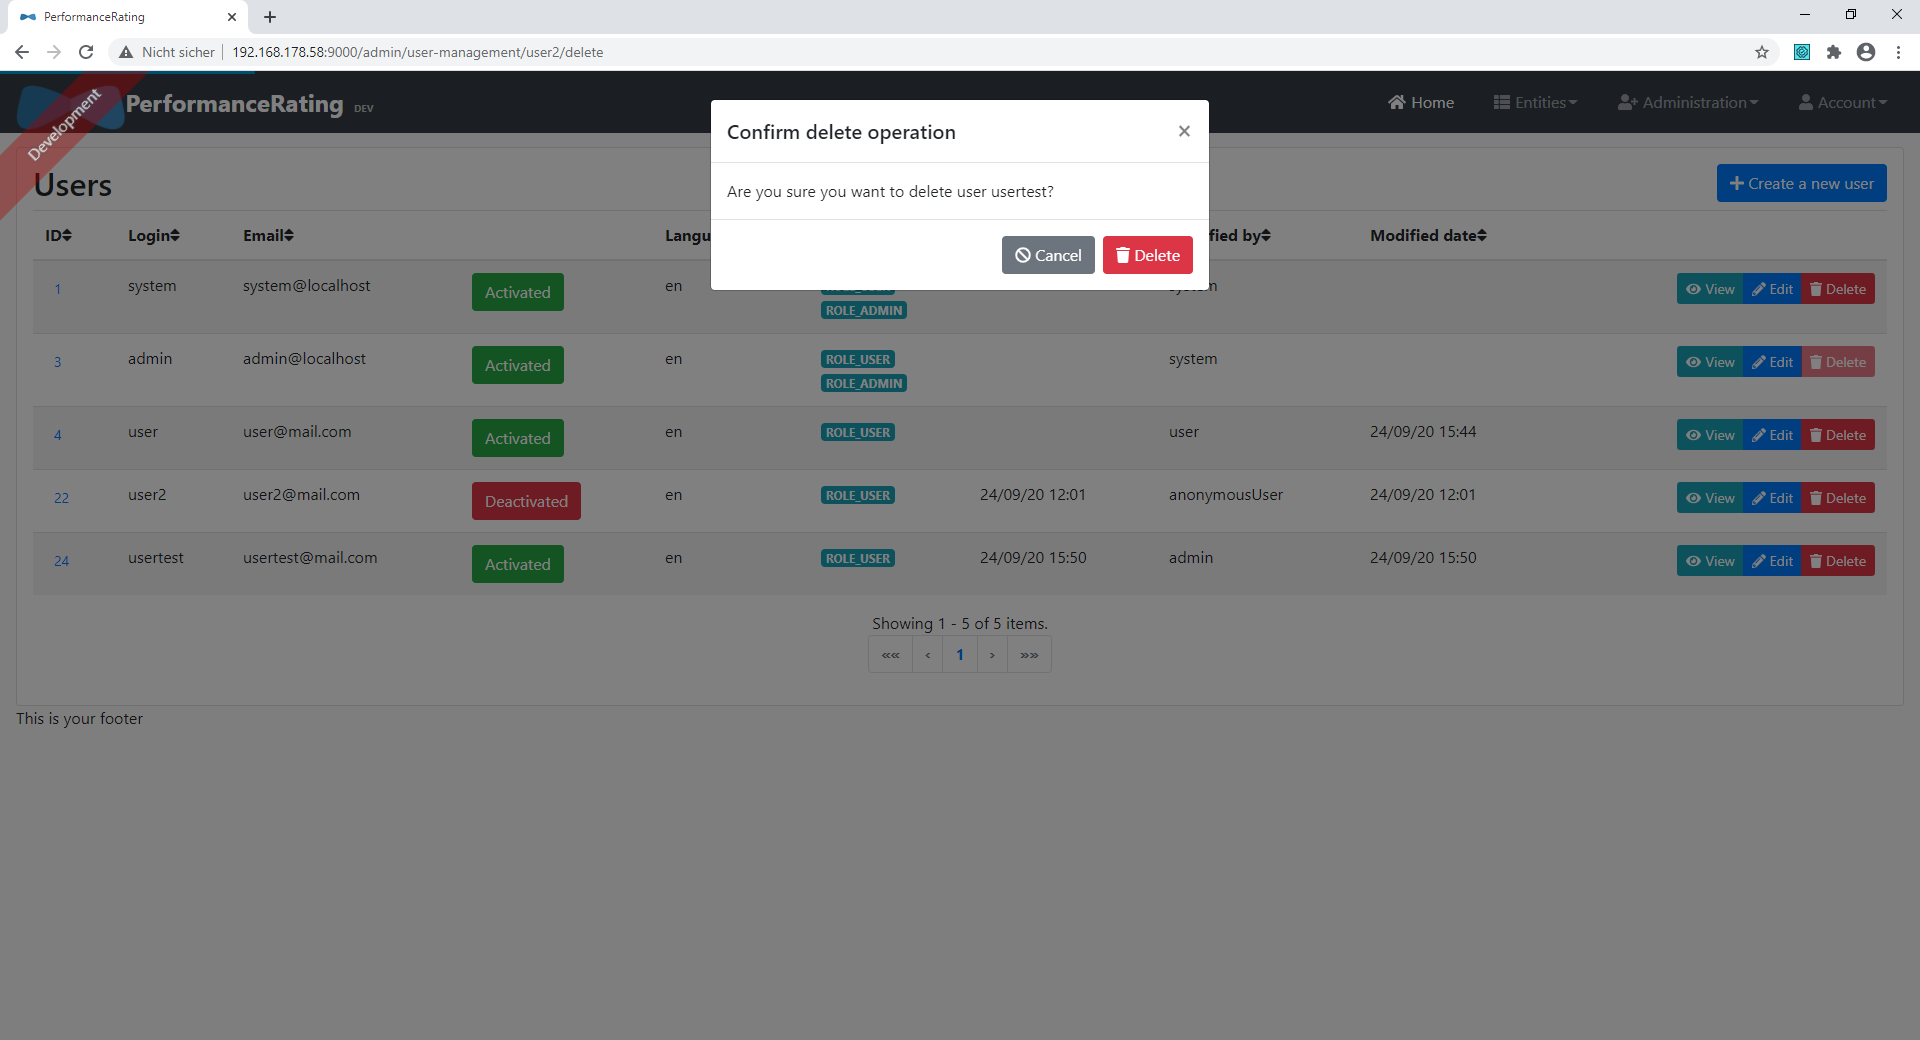 PerformanceRating
Nicht sicher 192.168.178.58:9000/admin/user-management/user2/delete
Development
PerformanceRating DEV
Home Entities Administration Account
Confirm delete operation
Are you sure you want to delete user usertest?
Cancel Delete
Users
Create a new user
ID Login Email Langu fied by Modified date
1 system system@localhost Activated en ROLE_ADMIN system View Edit Delete
3 admin admin@localhost Activated en ROLE_USER ROLE_ADMIN system View Edit Delete
4 user user@mail.com Activated en ROLE_USER user 24/09/20 15:44 View Edit Delete
22 user2 user2@mail.com Deactivated en ROLE_USER 24/09/20 12:01 anonymousUser 24/09/20 12:01 View Edit Delete
24 usertest usertest@mail.com Activated en ROLE_USER 24/09/20 15:50 admin 24/09/20 15:50 View Edit Delete
Showing 1 - 5 of 5 items.
«« ‹ 1 › »»
This is your footer